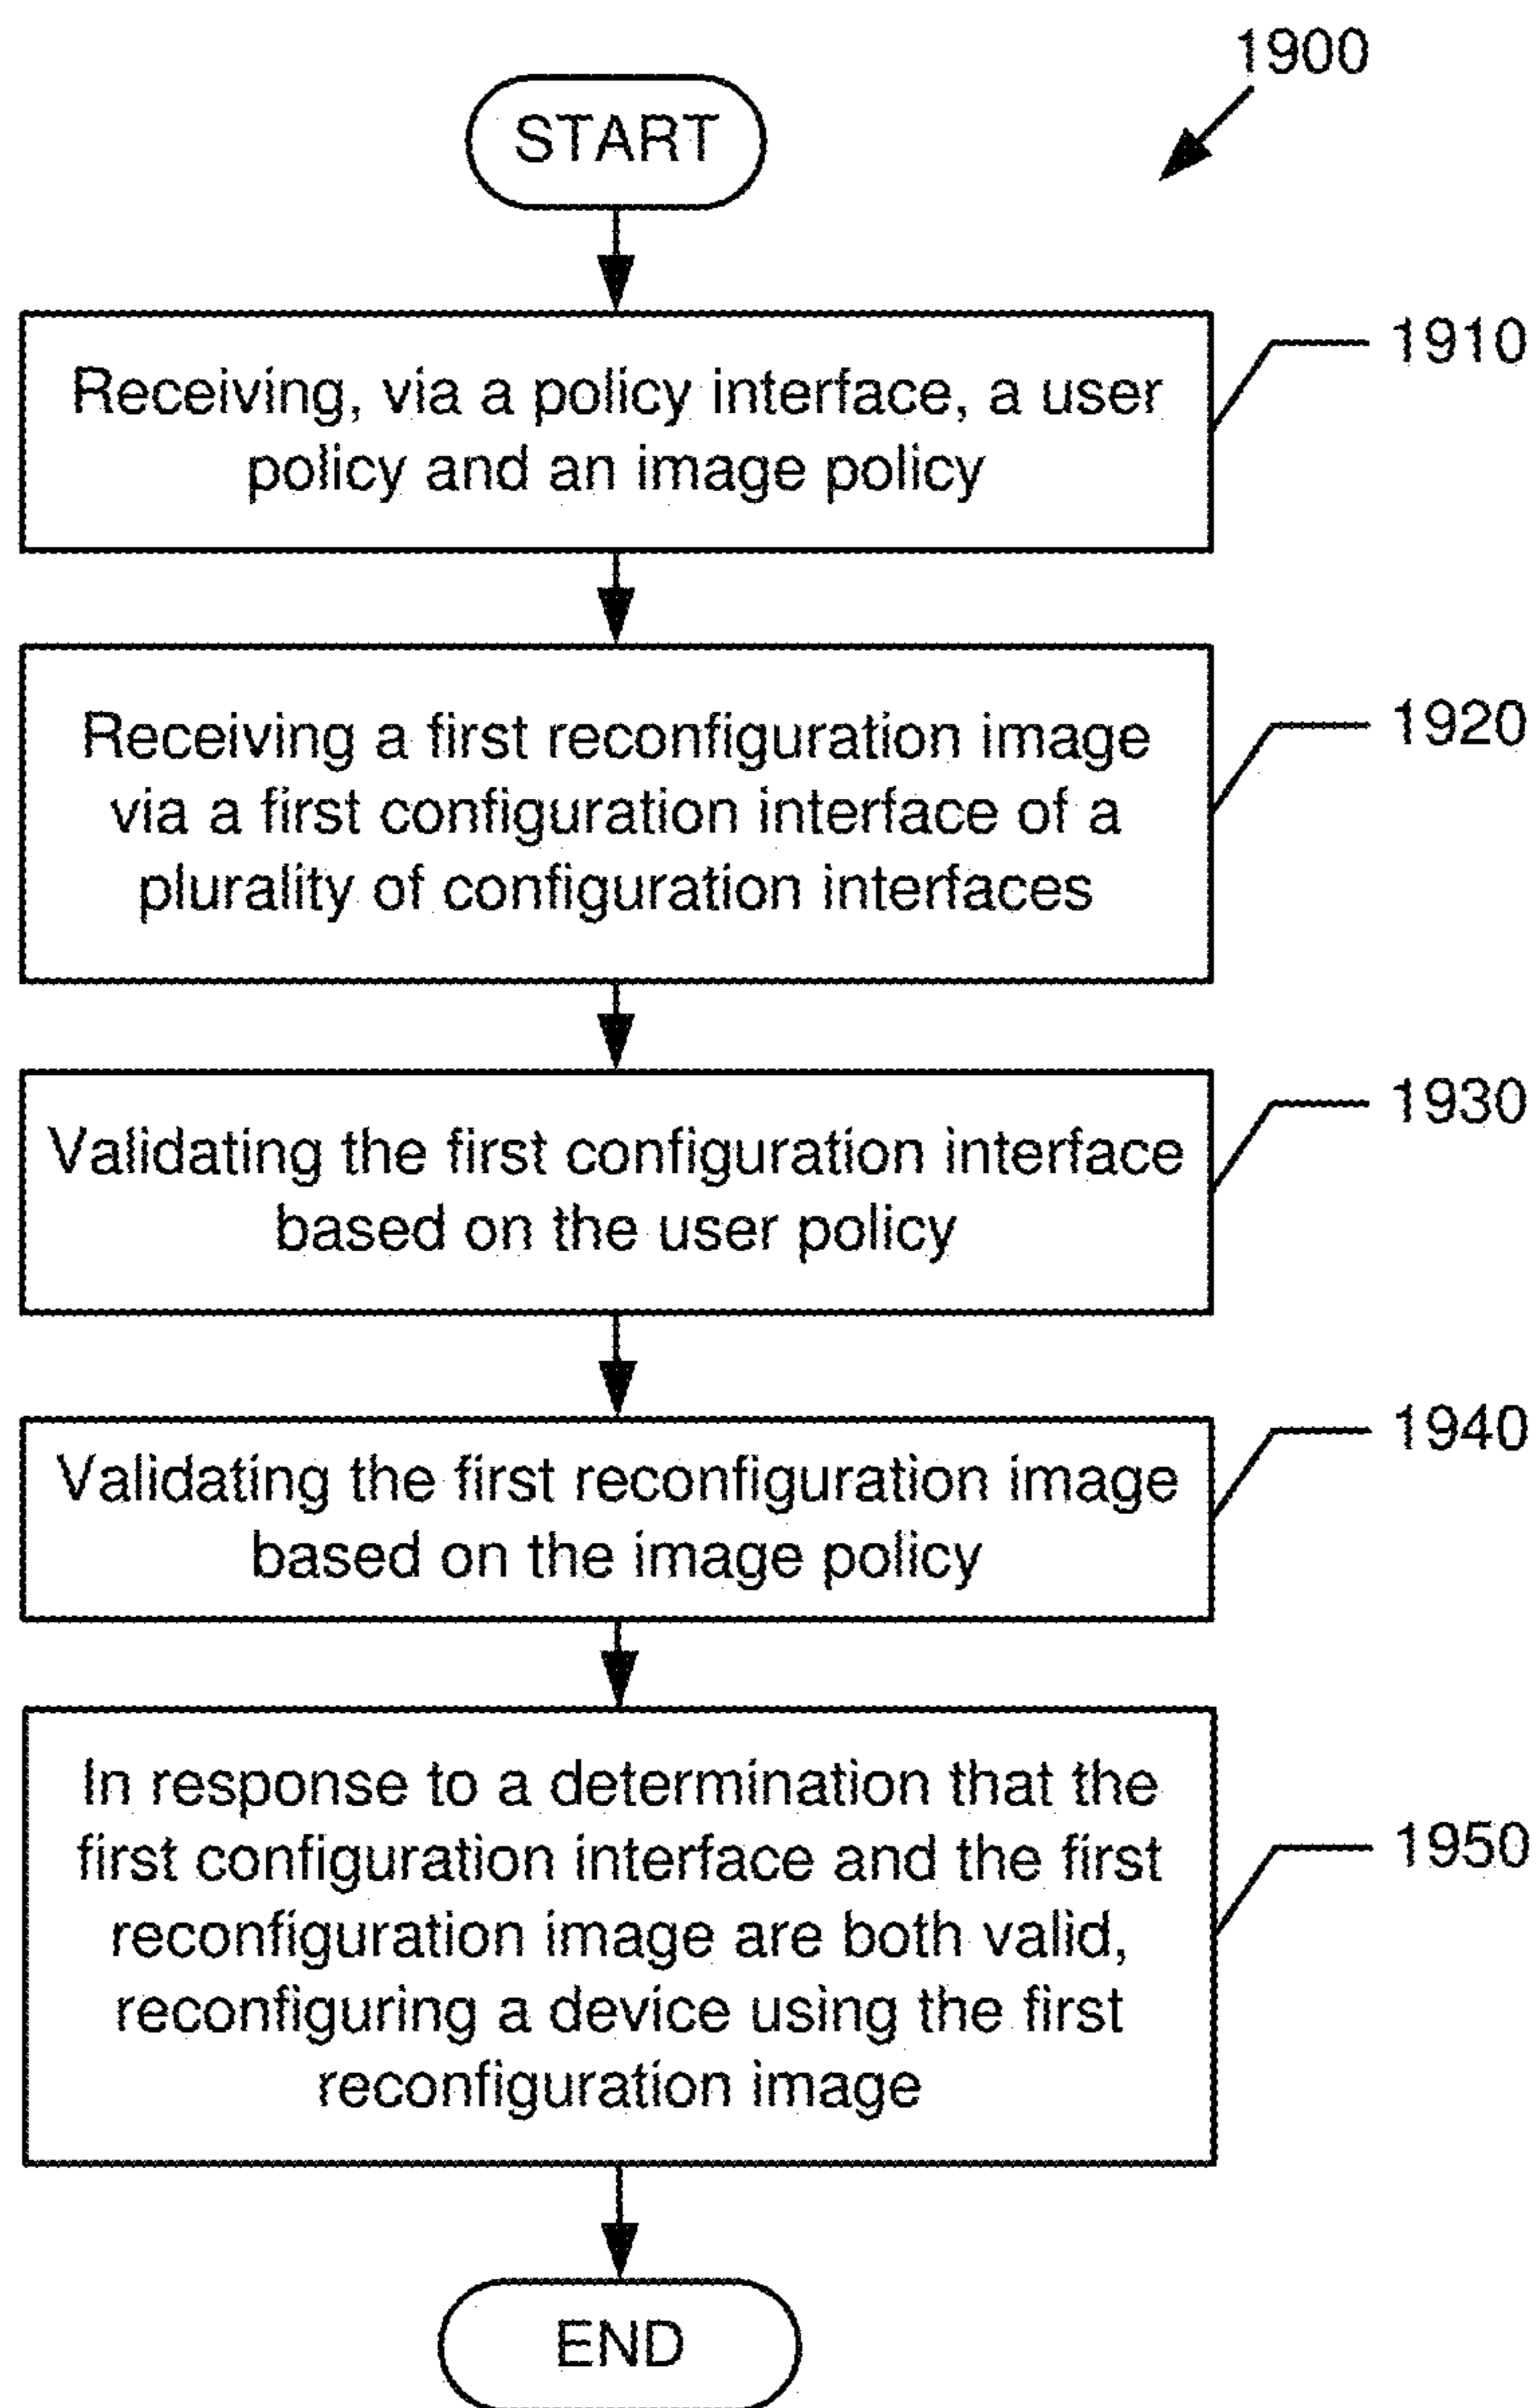 1900
START
Receiving, via a policy interface, a user
policy and an image policy
1910
Receiving a first reconfiguration image
via a first configuration interface of a
plurality of configuration interfaces
1920
Validating the first configuration interface
based on the user policy
1930
Validating the first reconfiguration image
based on the image policy
1940
In response to a determination that the
first configuration interface and the first
reconfiguration image are both valid,
reconfiguring a device using the first
reconfiguration image
1950
END